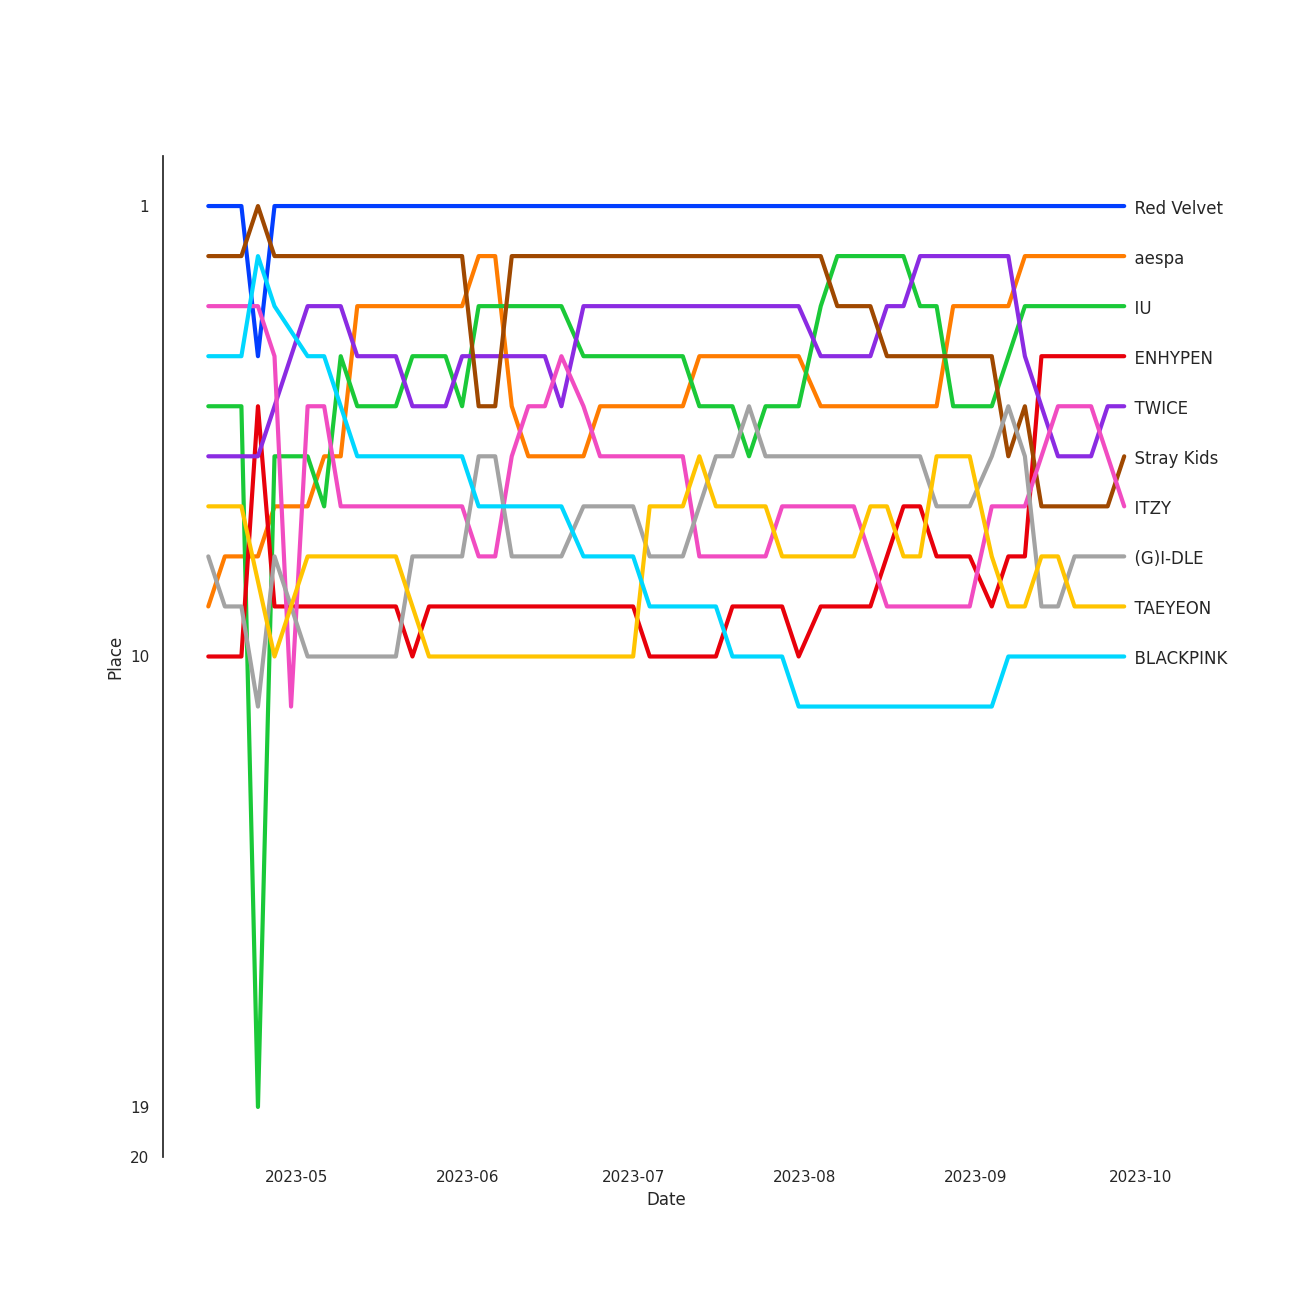 1
10
19
20
Place
Red Velvet
aespa
IU
ENHYPEN
TWICE
Stray Kids
ITZY
(G)I-DLE
TAEYEON
BLACKPINK
2023-05 2023-06 2023-07 2023-08 2023-09 2023-10
Date